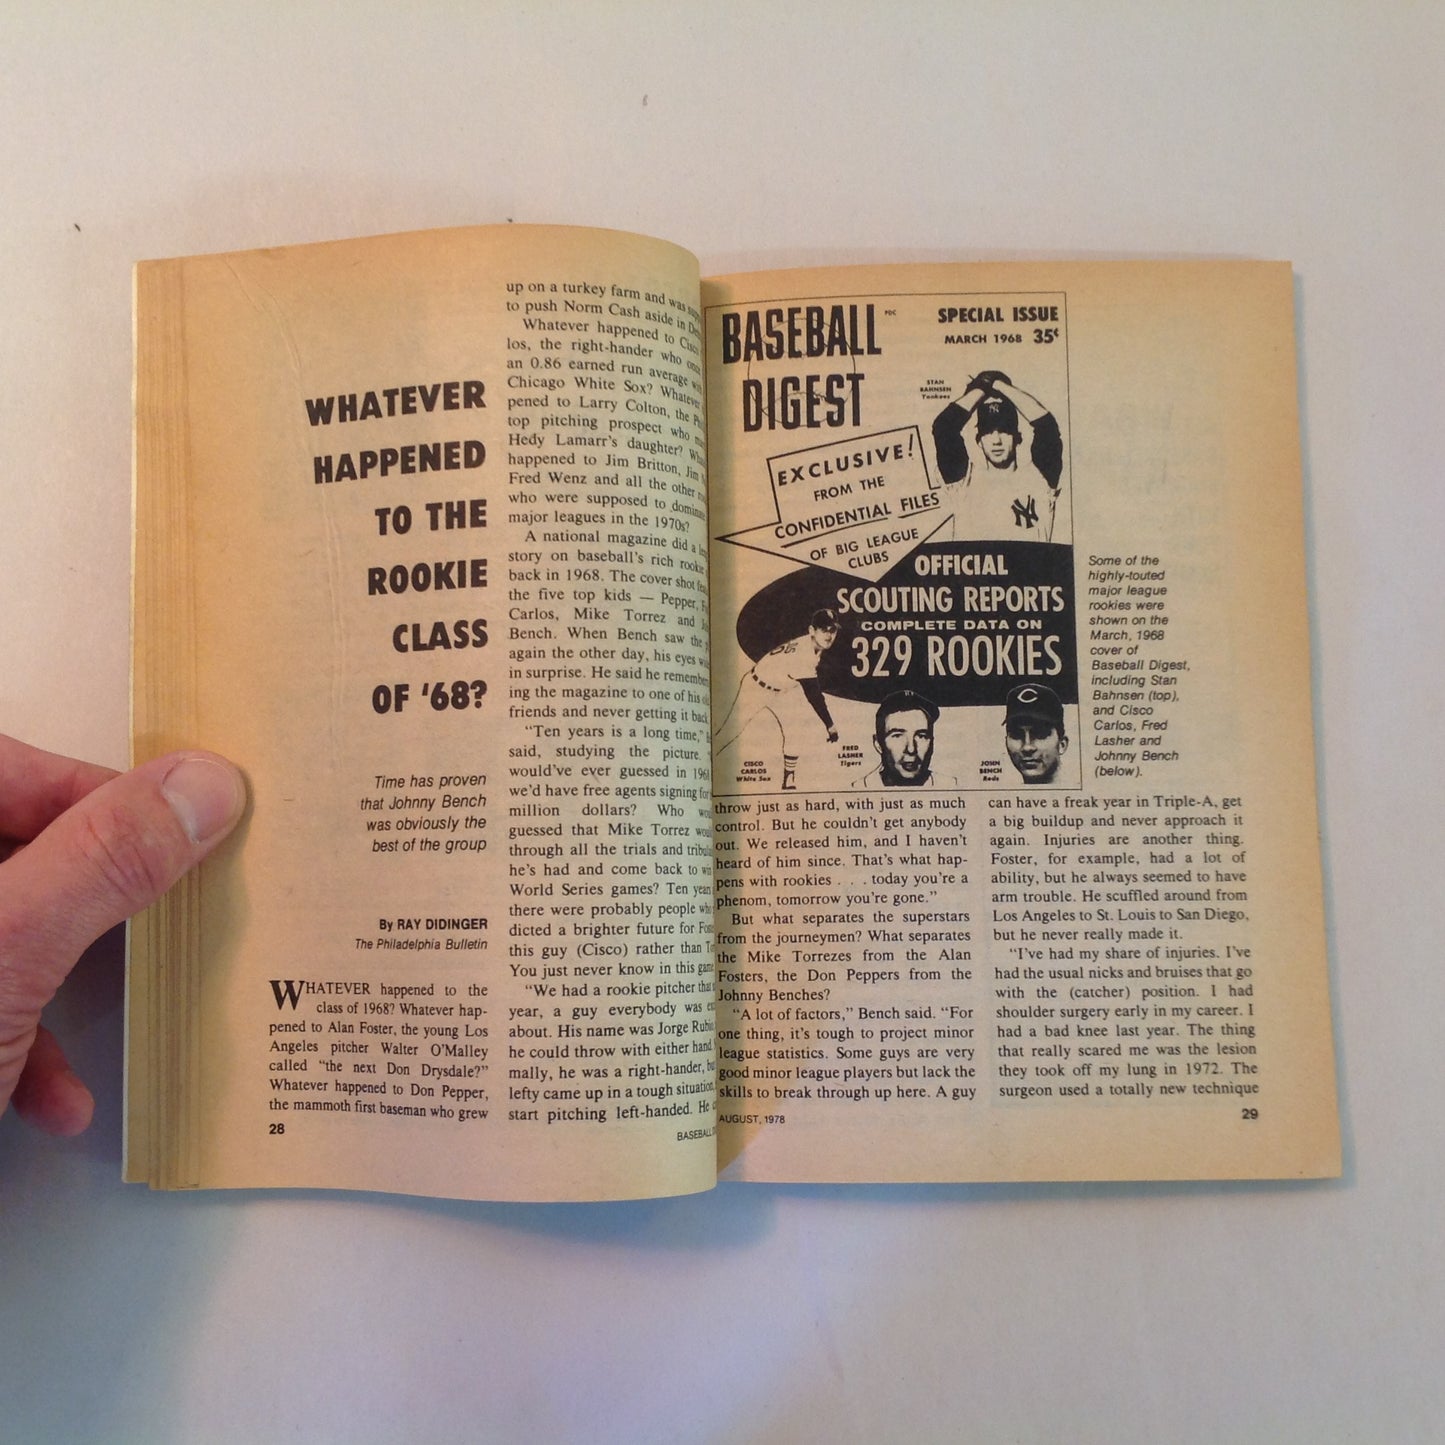 WHATEVER
HAPPENED
TO THE
ROOKIE
CLASS
OF '68?
Time has proven
that Johnny Bench
was obviously the
best of the group
By RAY DIDINGER
The Philadelphia Bulletin
WHATEVER happened to the
class of 1968? Whatever hap-
pened to Alan Foster, the young Los
Angeles pitcher Walter O'Malley
called "the next Don Drysdale?"
Whatever happened to Don Pepper,
the mammoth first baseman who grew
28
up on a turkey farm and was
to push Norm Cash aside in
Whatever happened to Cisco
los, the right-hander who
an 0.86 earned run average
Chicago White Sox? Whatever
pened to Larry Colton, the
top pitching prospect who
Hedy Lamarr's daughter?
happened to Jim Britton, Jim
Fred Wenz and all the other
who were supposed to dominate
major leagues in the 1970s?
A national magazine did a
story on baseball's rich rookie
back in 1968. The cover shot
the five top kids — Pepper,
Carlos, Mike Torrez and
Bench. When Bench saw the
again the other day, his eyes
in surprise. He said he remember-
ing the magazine to one of his
friends and never getting it back.
"Ten years is a long time,"
said, studying the picture.
would've ever guessed in 1968
we'd have free agents signing for
million dollars? Who
guessed that Mike Torrez
through all the trials and
he's had and come back to
World Series games? Ten years
there were probably people who
dicted a brighter future for
this guy (Cisco) rather than
You just never know in this game
"We had a rookie pitcher that
year, a guy everybody was
about. His name was Jorge
he could throw with either hand.
mally, he was a right-hander,
lefty came up in a tough situation,
start pitching left-handed. He
BASEBALL
BASEBALL
DIGEST
PDC
SPECIAL ISSUE
MARCH 1968 35¢
STAN
BAHNSEN
Yankees
EXCLUSIVE!
FROM THE
CONFIDENTIAL FILES
OF BIG LEAGUE
CLUBS
OFFICIAL
SCOUTING REPORTS
COMPLETE DATA ON
329 ROOKIES
CISCO
CARLOS
White Sox
FRED
LASHER
Tigers
JOHN
BENCH
Reds
Some of the
highly-touted
major league
rookies were
shown on the
March, 1968
cover of
Baseball Digest,
including Stan
Bahnsen (top),
and Cisco
Carlos, Fred
Lasher and
Johnny Bench
(below).
throw just as hard, with just as much
control. But he couldn't get anybody
out. We released him, and I haven't
heard of him since. That's what hap-
pens with rookies . . . today you're a
phenom, tomorrow you're gone."
But what separates the superstars
from the journeymen? What separates
the Mike Torrezes from the Alan
Fosters, the Don Peppers from the
Johnny Benches?
"A lot of factors," Bench said. "For
one thing, it's tough to project minor
league statistics. Some guys are very
good minor league players but lack the
skills to break through up here. A guy
AUGUST, 1978
can have a freak year in Triple-A, get
a big buildup and never approach it
again. Injuries are another thing.
Foster, for example, had a lot of
ability, but he always seemed to have
arm trouble. He scuffled around from
Los Angeles to St. Louis to San Diego,
but he never really made it.
"I've had my share of injuries. I've
had the usual nicks and bruises that go
with the (catcher) position. I had
shoulder surgery early in my career. I
had a bad knee last year. The thing
that really scared me was the lesion
they took off my lung in 1972. The
surgeon used a totally new technique
29